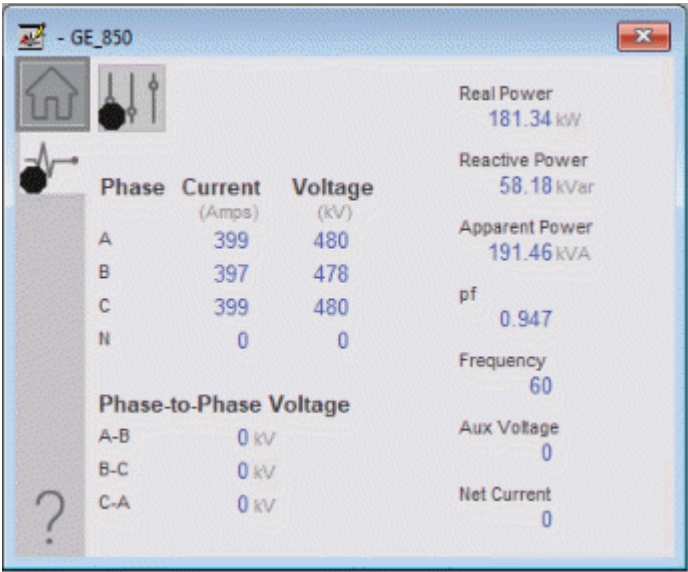 - GE_850
Phase Current Voltage
(Amps) (kV)
A 399 480
B 397 478
C 399 480
N 0 0
Phase-to-Phase Voltage
A-B 0 kV
B-C 0 kV
C-A 0 kV
?
Real Power
181.34 kW
Reactive Power
58.18 kVar
Apparent Power
191.46 kVA
pf
0.947
Frequency
60
Aux Voltage
0
Net Current
0